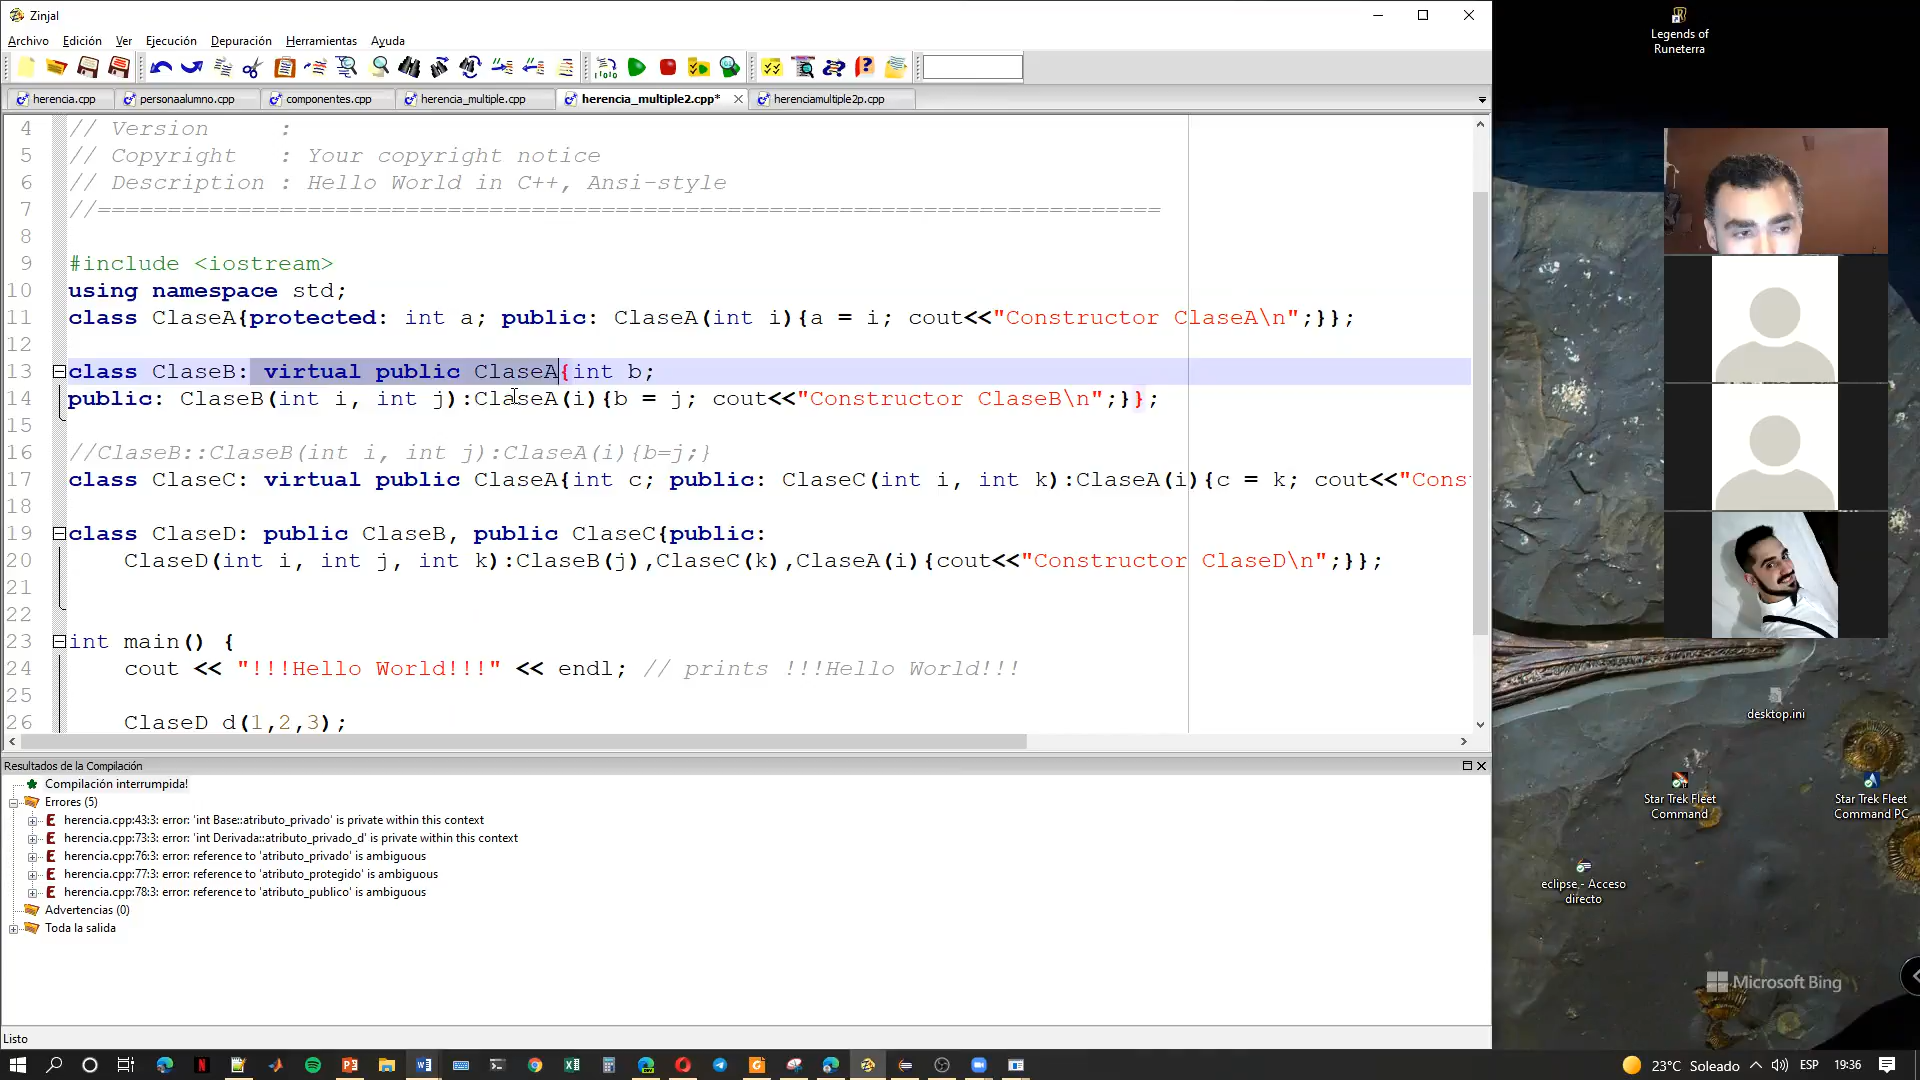 Zinjal
Archivo Edición Ver Ejecución Depuración Herramientas Ayuda
herencia.cpp personaalumno.cpp componentes.cpp herencia_multiple.cpp herencia_multiple2.cpp* herenciamultiple2p.cpp
4 // Version :
5 // Copyright : Your copyright notice
6 // Description : Hello World in C++, Ansi-style
7 //============================================================================
8
9 #include <iostream>
10 using namespace std;
11 class ClaseA{protected: int a; public: ClaseA(int i){a = i; cout<<"Constructor ClaseA\n";}};
12
13 class ClaseB: virtual public ClaseA{int b;
14 public: ClaseB(int i, int j):ClaseA(i){b = j; cout<<"Constructor ClaseB\n";}};
15
16 //ClaseB::ClaseB(int i, int j):ClaseA(i){b=j;}
17 class ClaseC: virtual public ClaseA{int c; public: ClaseC(int i, int k):ClaseA(i){c = k; cout<<"Cons
18
19 class ClaseD: public ClaseB, public ClaseC{public:
20 ClaseD(int i, int j, int k):ClaseB(j),ClaseC(k),ClaseA(i){cout<<"Constructor ClaseD\n";}};
21
22
23 int main() {
24 cout << "!!!Hello World!!!" << endl; // prints !!!Hello World!!!
25
26 ClaseD d(1,2,3);
Resultados de la Compilación
Compilación interrumpida!
Errores (5)
herencia.cpp:43:3: error: 'int Base::atributo_privado' is private within this context
herencia.cpp:73:3: error: 'int Derivada::atributo_privado_d' is private within this context
herencia.cpp:76:3: error: reference to 'atributo_privado' is ambiguous
herencia.cpp:77:3: error: reference to 'atributo_protegido' is ambiguous
herencia.cpp:78:3: error: reference to 'atributo_publico' is ambiguous
Advertencias (0)
Toda la salida
Listo
Legends of
Runeterra
desktop.ini
Star Trek Fleet
Command
Star Trek Fleet
Command PC
eclipse - Acceso
directo
Microsoft Bing
23°C Soleado ESP 19:36